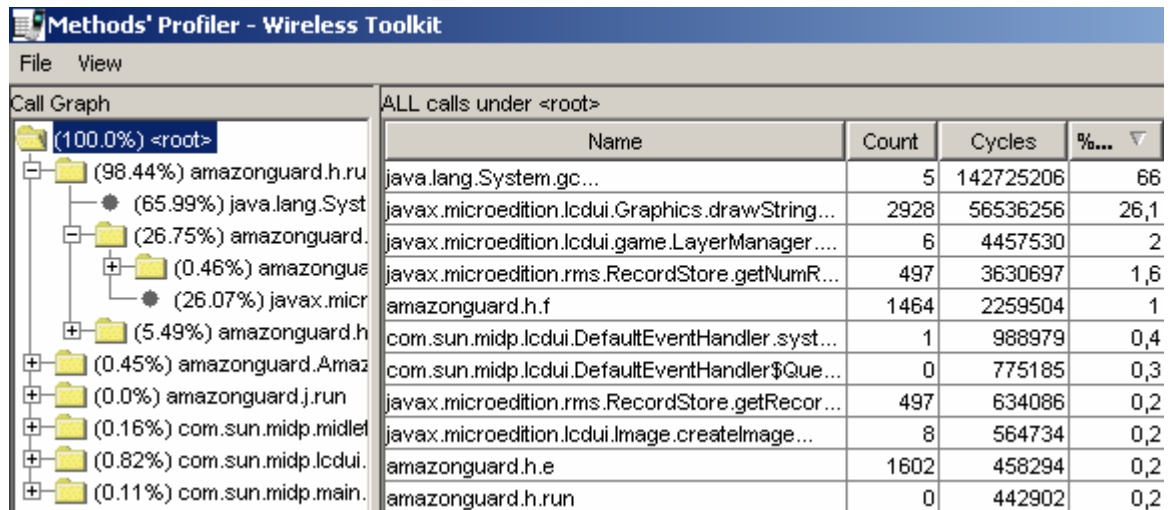 Methods' Profiler - Wireless Toolkit
File View
Call Graph
(100.0%) <root>
(98.44%) amazonguard.h.ru
(65.99%) java.lang.Syst
(26.75%) amazonguard.
(0.46%) amazongua
(26.07%) javax.micr
(5.49%) amazonguard.h
(0.45%) amazonguard.Amaz
(0.0%) amazonguard.j.run
(0.16%) com.sun.midp.midlet
(0.82%) com.sun.midp.lcdui.
(0.11%) com.sun.midp.main.
ALL calls under <root>
Name Count Cycles %...
java.lang.System.gc... 5 142725206 66
javax.microedition.lcdui.Graphics.drawString... 2928 56536256 26,1
javax.microedition.lcdui.game.LayerManager.... 6 4457530 2
javax.microedition.rms.RecordStore.getNumR... 497 3630697 1,6
amazonguard.h.f 1464 2259504 1
com.sun.midp.lcdui.DefaultEventHandler.syst... 1 988979 0,4
com.sun.midp.lcdui.DefaultEventHandler$Que... 0 775185 0,3
javax.microedition.rms.RecordStore.getRecor... 497 634086 0,2
javax.microedition.lcdui.Image.createImage... 8 564734 0,2
amazonguard.h.e 1602 458294 0,2
amazonguard.h.run 0 442902 0,2